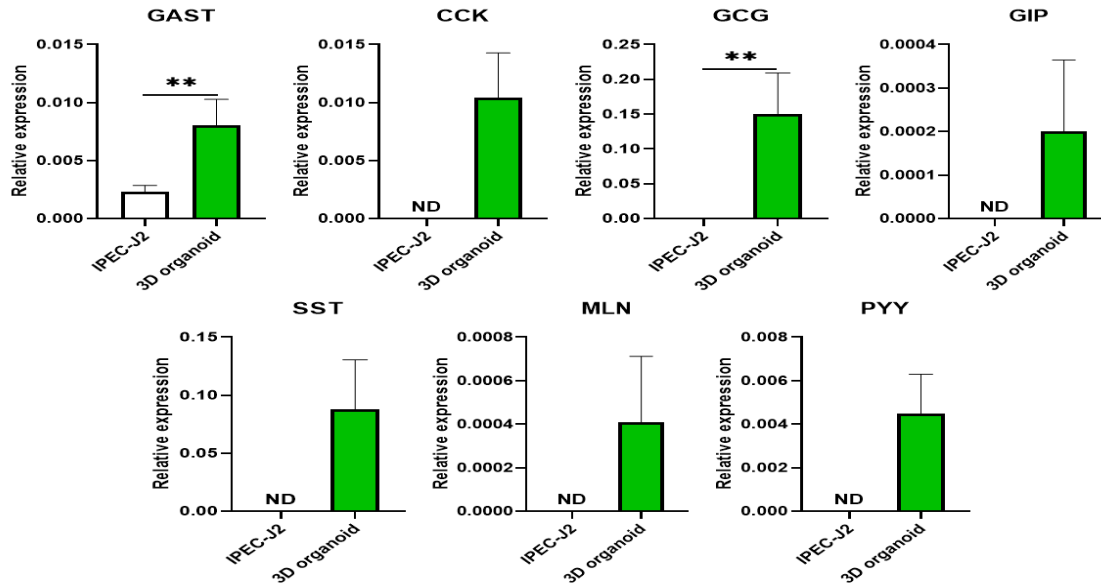 GAST
Relative expression
0.015
0.010
0.005
0.000
**
IPEC-J2
3D organoid
CCK
Relative expression
0.015
0.010
0.005
0.000
ND
IPEC-J2
3D organoid
GCG
Relative expression
0.25
0.20
0.15
0.10
0.05
0.00
**
IPEC-J2
3D organoid
GIP
Relative expression
0.0004
0.0003
0.0002
0.0001
0.0000
ND
IPEC-J2
3D organoid
SST
Relative expression
0.15
0.10
0.05
0.00
ND
IPEC-J2
3D organoid
MLN
Relative expression
0.0008
0.0006
0.0004
0.0002
0.0000
ND
IPEC-J2
3D organoid
PYY
Relative expression
0.008
0.006
0.004
0.002
0.000
ND
IPEC-J2
3D organoid